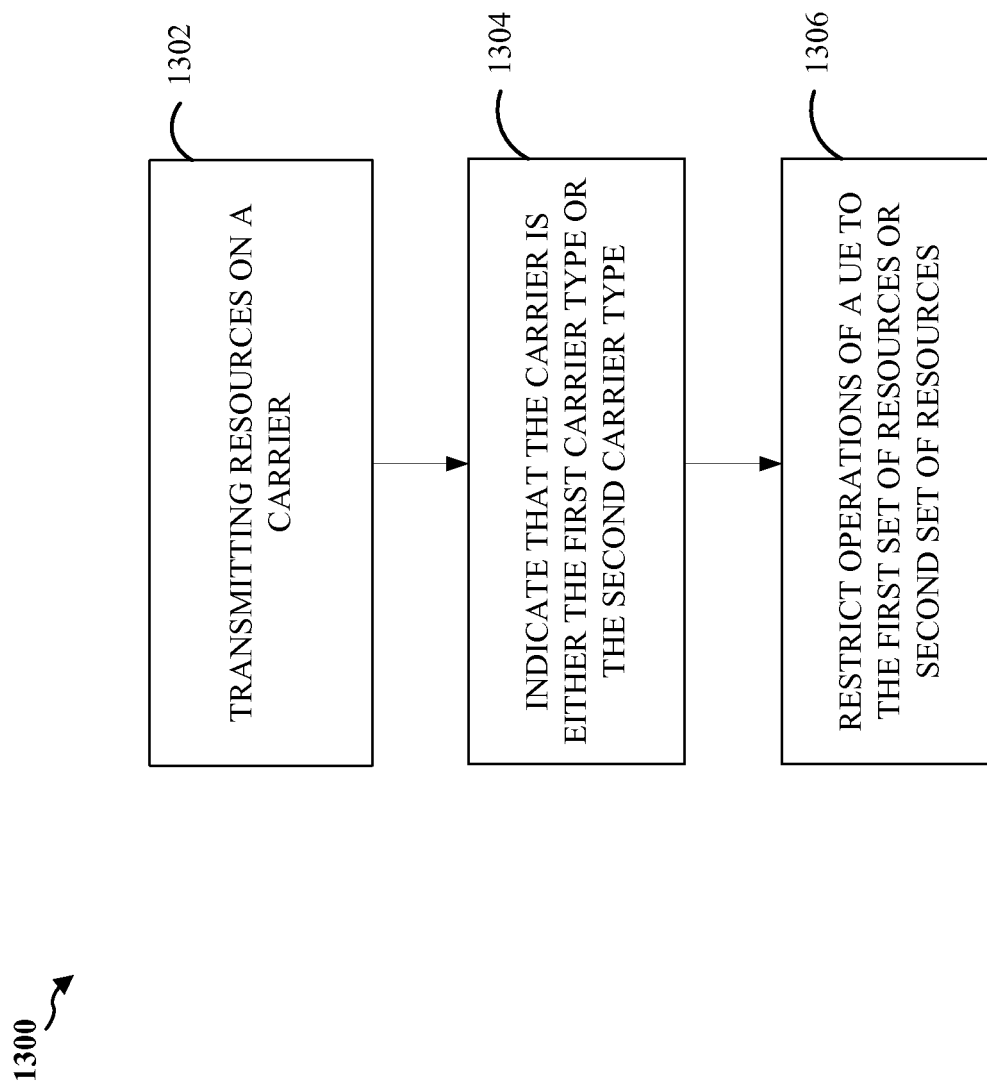 1300
1302
TRANSMITTING RESOURCES ON A
CARRIER
1304
INDICATE THAT THE CARRIER IS
EITHER THE FIRST CARRIER TYPE OR
THE SECOND CARRIER TYPE
1306
RESTRICT OPERATIONS OF A UE TO
THE FIRST SET OF RESOURCES OR
SECOND SET OF RESOURCES